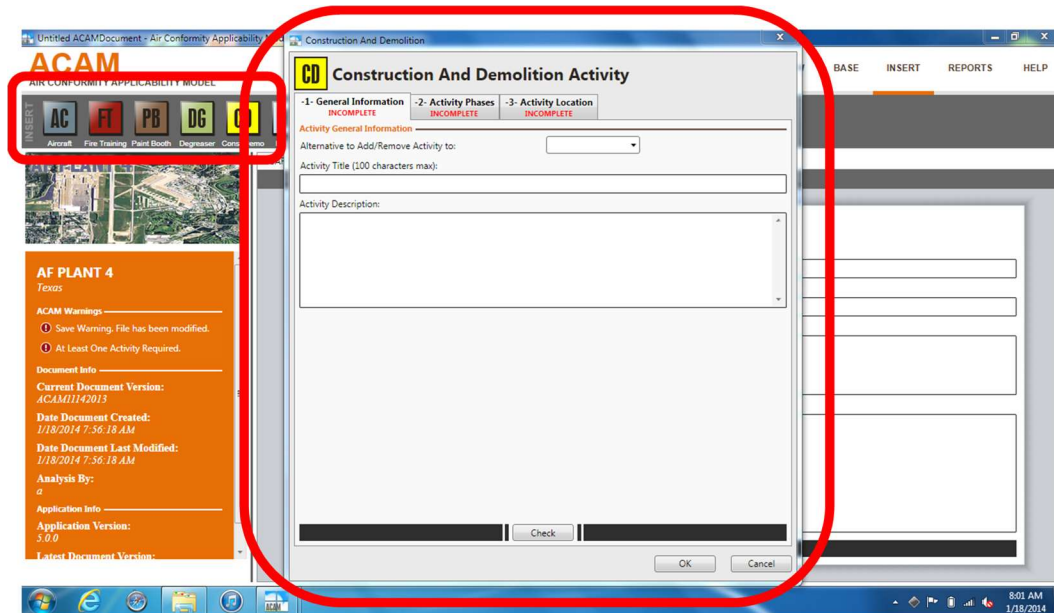 Untitled ACAMDocument - Air Conformity Applicability
Construction And Demolition
ACAM
AIR CONFORMITY APPLICABILITY MODEL
BASE INSERT REPORTS HELP
INSERT
AC FT PB DG
Aircraft Fire Training Paint Booth Degreaser
AF PLANT 4
AF PLANT 4
Texas
ACAM Warnings
Save Warning. File has been modified.
At Least One Activity Required.
Document Info
Current Document Version:
ACAM11142013
Date Document Created:
1/18/2014 7:56:18 AM
Date Document Last Modified:
1/18/2014 7:56:18 AM
Analysis By:
a
Application Info
Application Version:
5.0.0
Latest Document Version:
CD Construction And Demolition Activity
-1- General Information
INCOMPLETE
-2- Activity Phases
INCOMPLETE
-3- Activity Location
INCOMPLETE
Activity General Information
Alternative to Add/Remove Activity to:
Activity Title (100 characters max):
Activity Description:
Check
OK Cancel
ACAM
8:01 AM
1/18/2014